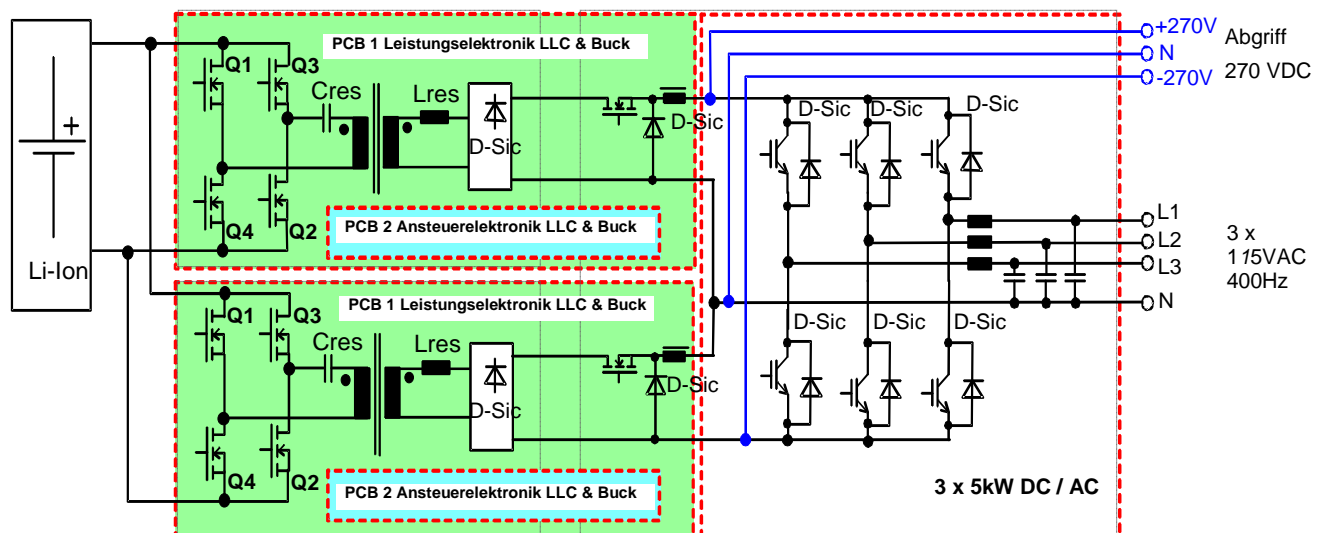 PCB 1 Leistungselektronik LLC & Buck
Q1
Q3
Cres
Lres
D-Sic
D-Sic
Q4
Q2
PCB 2 Ansteuerelektronik LLC & Buck
+
Li-Ion
PCB 1 Leistungselektronik LLC & Buck
Q1
Q3
Cres
Lres
D-Sic
D-Sic
Q4
Q2
PCB 2 Ansteuerelektronik LLC & Buck
+270V
N
-270V
Abgriff
270 VDC
D-Sic
D-Sic
D-Sic
L1
L2
L3
N
3 x
115VAC
400Hz
D-Sic
D-Sic
D-Sic
3 x 5kW DC / AC